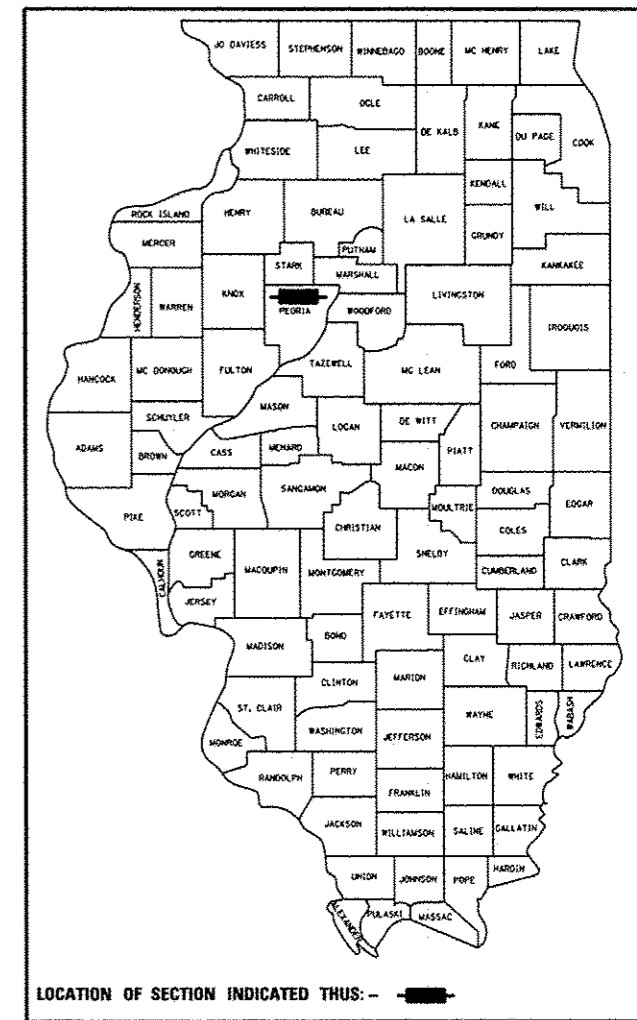 JO DAVIESS STEPHENSON WINNEBAGO BOONE MC HENRY LAKE
CARROLL OGLE DE KALB KANE DU PAGE COOK
WHITESIDE LEE
KENDALL WILL
ROCK ISLAND HENRY BUREAU LA SALLE GRUNDY
MERCER PUTNAM
STARK MARSHALL KANKAKEE
HENDERSON WARREN KNOX PEORIA WOODFORD LIVINGSTON IROQUOIS
HANCOCK MC DONOUGH FULTON TAZEWELL MC LEAN FORD
SCHUYLER MASON LOGAN DE WITT CHAMPAIGN VERMILION
ADAMS BROWN CASS MENARD MACON PIATT
PIKE SCOTT MORGAN SANGAMON MOULTRIE DOUGLAS EDGAR
CHRISTIAN COLES
GREENE MACOUPIN MONTGOMERY SHELBY CUMBERLAND CLARK
CALHOUN JERSEY
MADISON BOND FAYETTE EFFINGHAM JASPER CRAWFORD
CLINTON MARION CLAY RICHLAND LAWRENCE
ST. CLAIR WASHINGTON JEFFERSON WAYNE EDWARDS WABASH
MONROE
RANDOLPH PERRY FRANKLIN HAMILTON WHITE
JACKSON WILLIAMSON SALINE GALLATIN
UNION JOHNSON POPE HARDIN
ALEXANDER PULASKI MASSAC
LOCATION OF SECTION INDICATED THUS: -